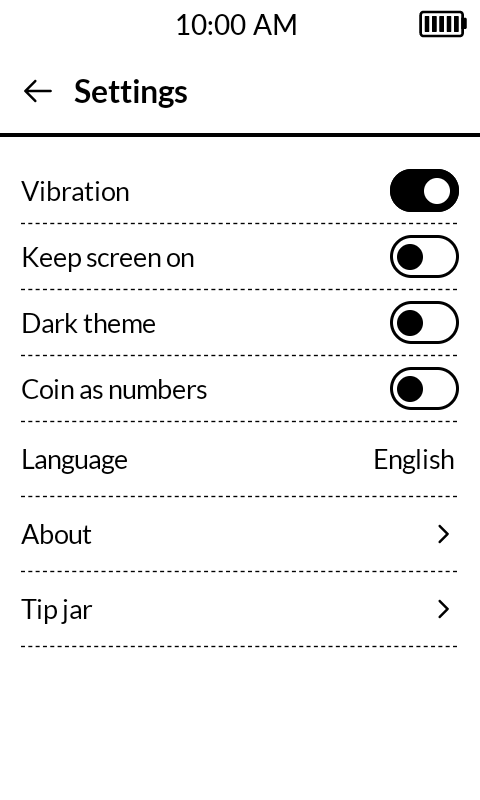 10:00 AM
Settings
Vibration
Keep screen on
Dark theme
Coin as numbers
Language English
About
Tip jar